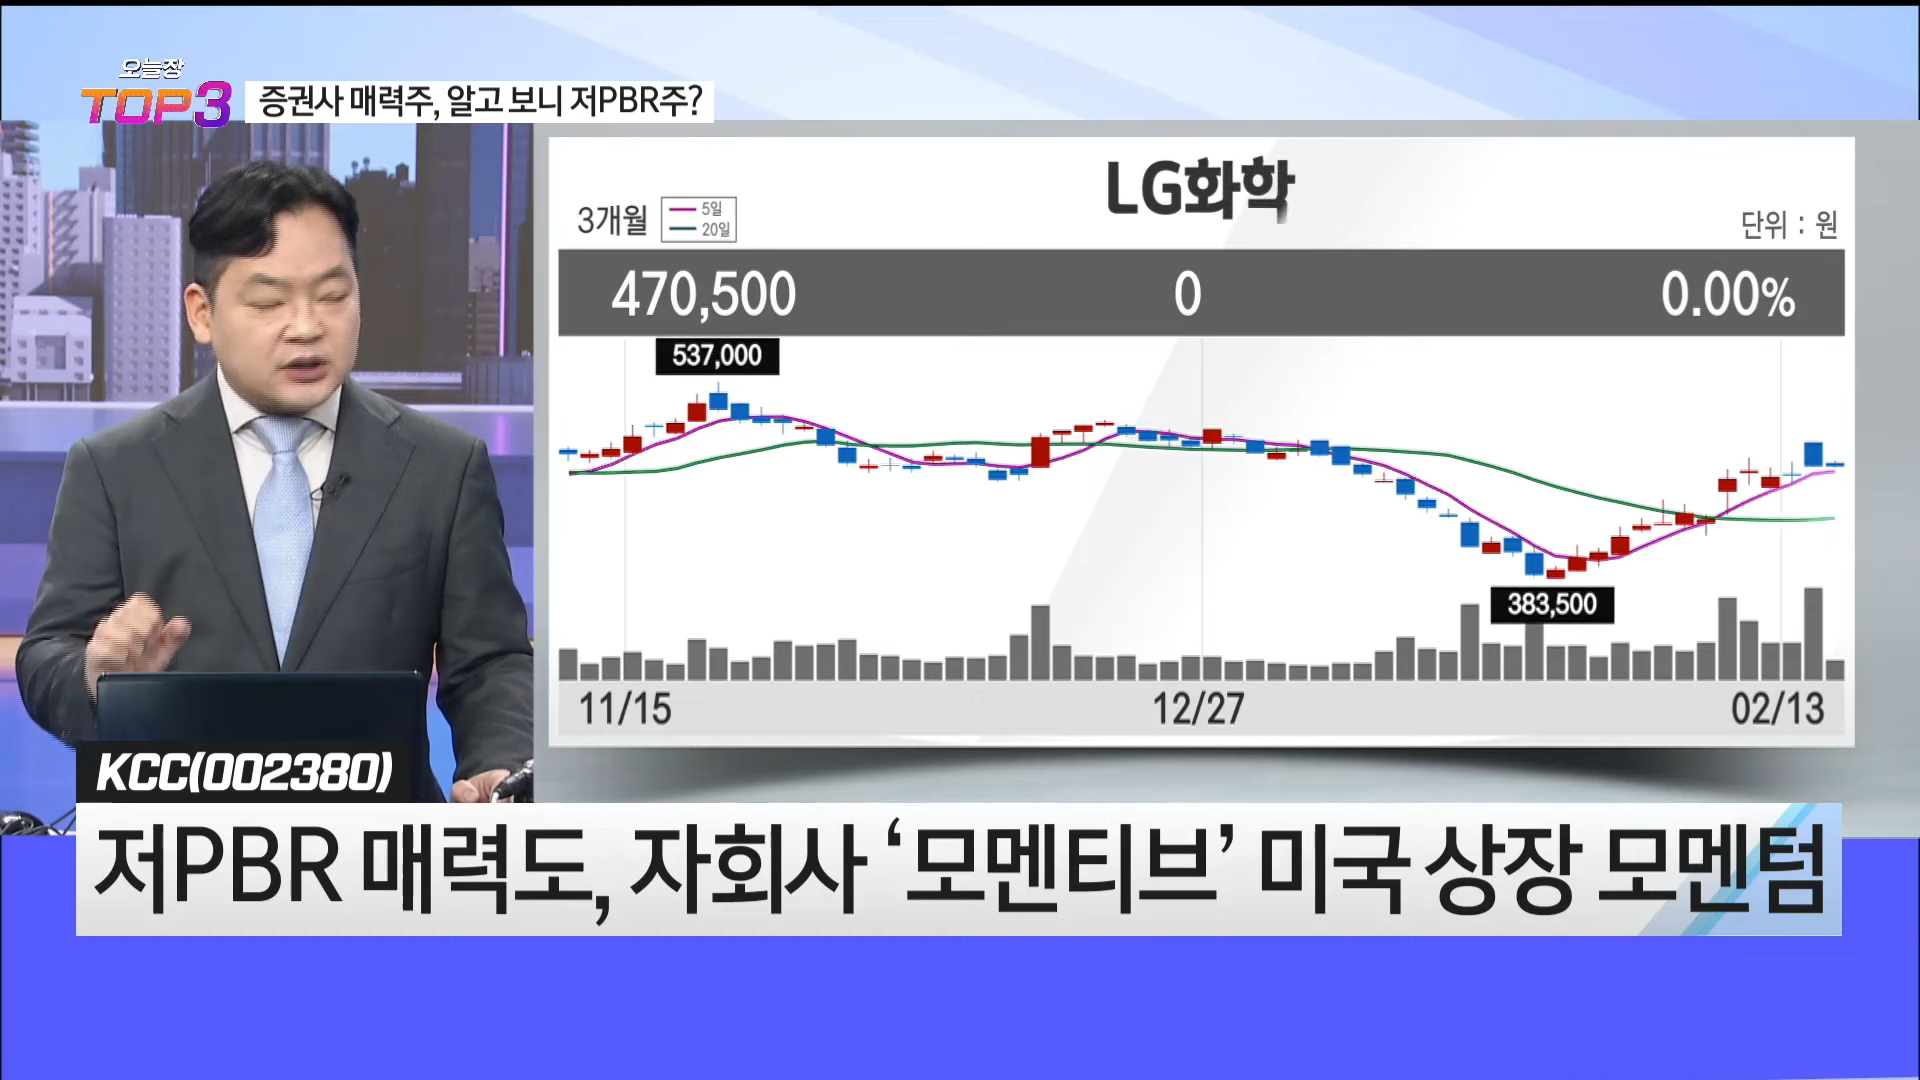 오늘장
TOP3
증권사 매력주, 알고 보니 저PBR주?
LG화학
3개월
5일
20일
단위 : 원
470,500 0 0.00%
537,000
383,500
11/15 12/27 02/13
KCC(002380)
저PBR 매력도, 자회사 ‘모멘티브’ 미국 상장 모멘텀